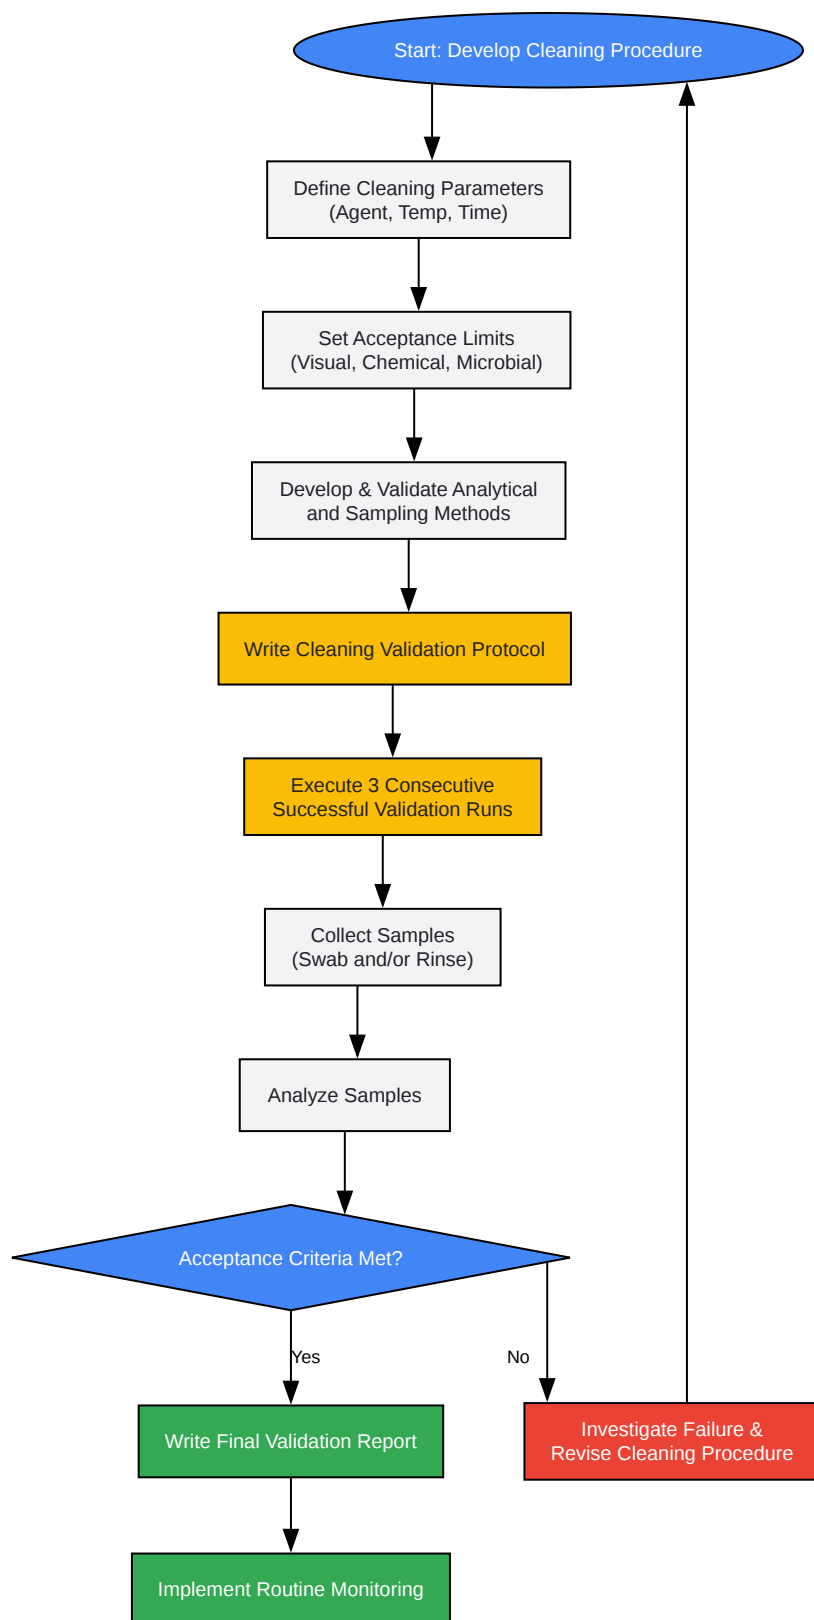 Start: Develop Cleaning Procedure
Define Cleaning Parameters
(Agent, Temp, Time)
Set Acceptance Limits
(Visual, Chemical, Microbial)
Develop & Validate Analytical
and Sampling Methods
Write Cleaning Validation Protocol
Execute 3 Consecutive
Successful Validation Runs
Collect Samples
(Swab and/or Rinse)
Analyze Samples
Acceptance Criteria Met?
Yes
No
Write Final Validation Report
Investigate Failure &
Revise Cleaning Procedure
Implement Routine Monitoring